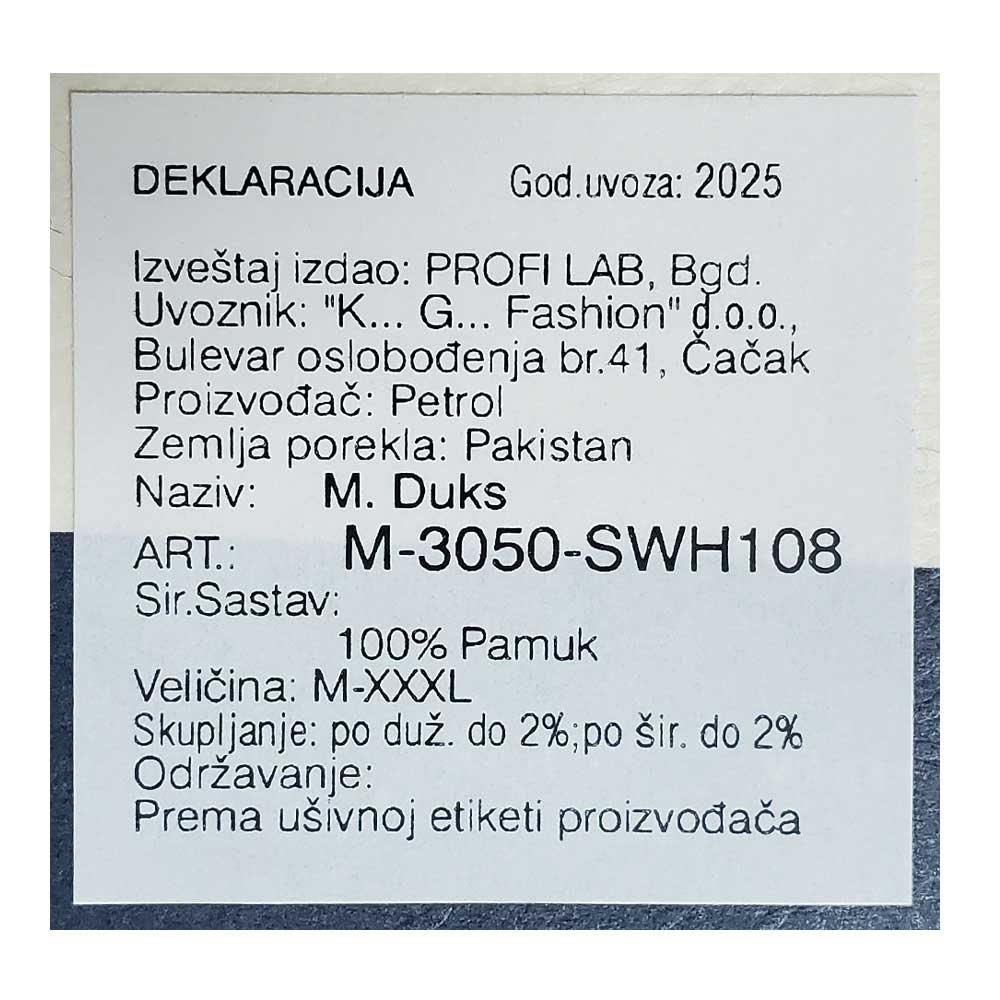 DEKLARACIJA God.uvoza: 2025
Izveštaj izdao: PROFI LAB, Bgd.
Uvoznik: "K... G... Fashion" d.o.o.,
Bulevar oslobođenja br.41, Čačak
Proizvođač: Petrol
Zemlja porekla: Pakistan
Naziv: M. Duks
ART.: M-3050-SWH108
Sir.Sastav:
100% Pamuk
Veličina: M-XXXL
Skupljanje: po duž. do 2%;po šir. do 2%
Održavanje:
Prema ušivnoj etiketi proizvođača